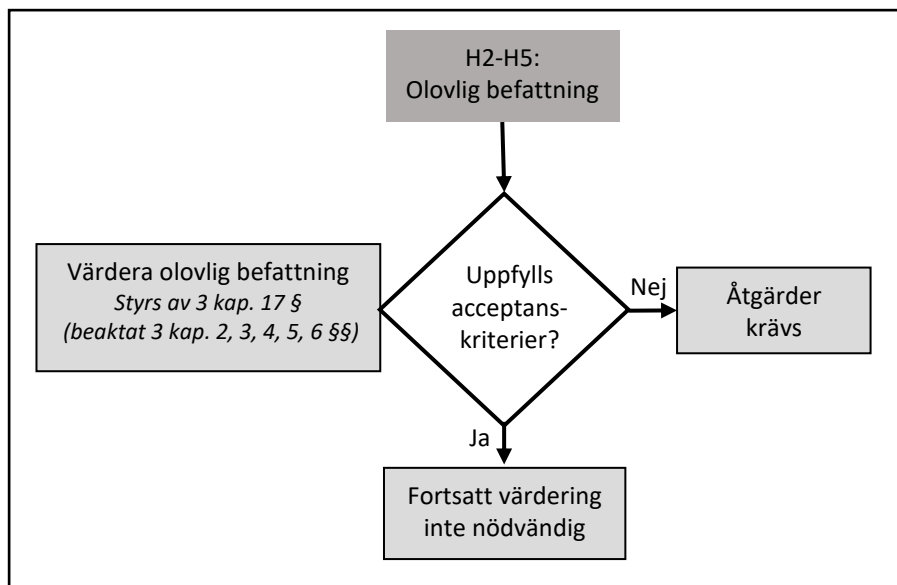 H2-H5:
Olovlig befattning
Värdera olovlig befattning
Styrs av 3 kap. 17 §
(beaktat 3 kap. 2, 3, 4, 5, 6 §§)
Uppfylls
acceptans-
kriterier?
Nej
Åtgärder
krävs
Ja
Fortsatt värdering
inte nödvändig